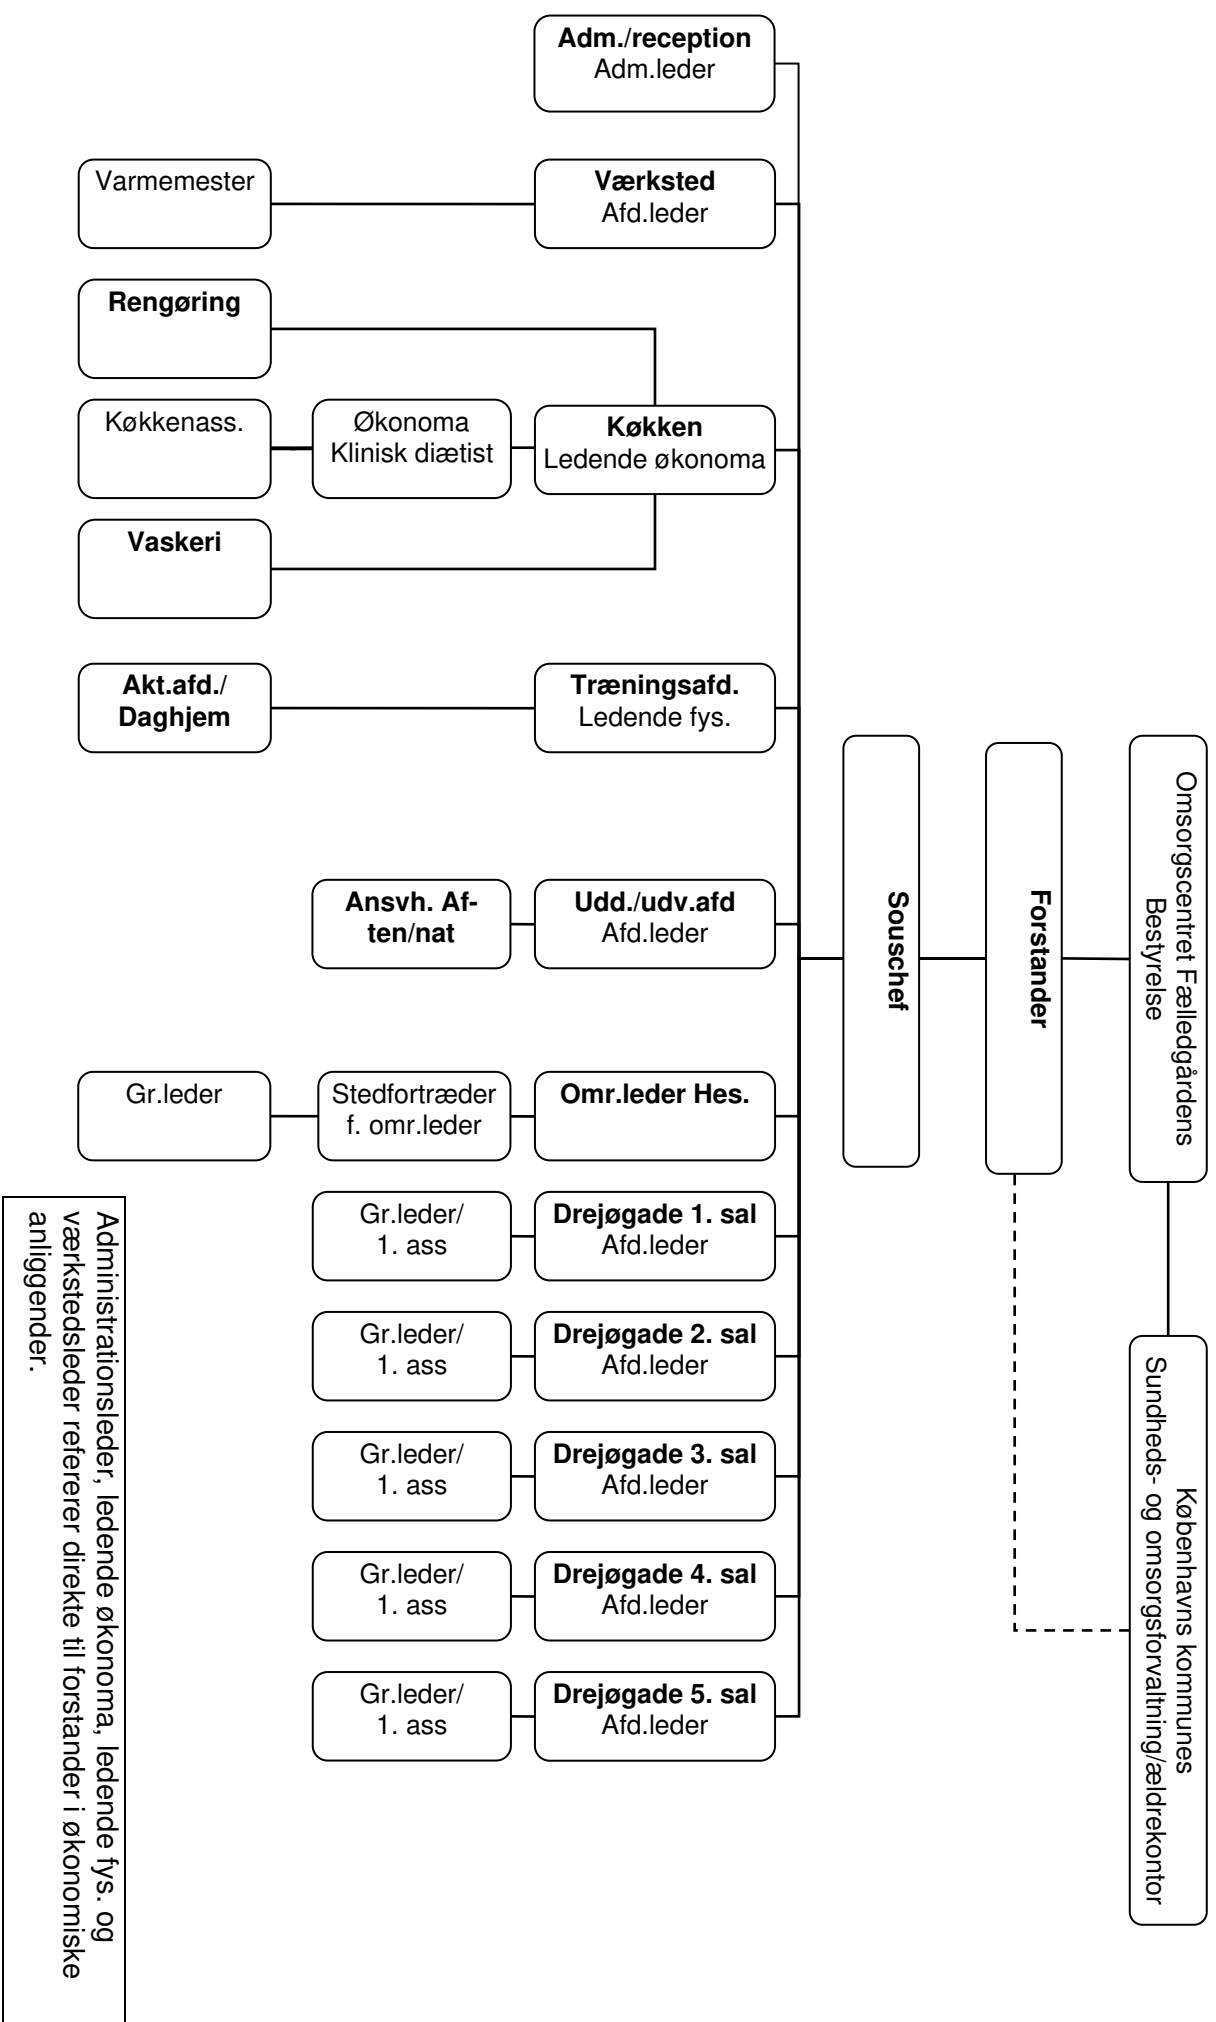 Omsorgscentret Fælledgårdens
Bestyrelse
Københavns kommunes
Sundheds- og omsorgsforvaltning/ældrekontor
Forstander
Souschef
Adm./reception
Adm.leder
Værksted
Afd.leder
Varmemester
Køkken
Ledende økonoma
Rengøring
Økonoma
Klinisk diætist
Køkkenass.
Vaskeri
Træningsafd.
Ledende fys.
Akt.afd./
Daghjem
Udd./udv.afd
Afd.leder
Ansvh. Af-
ten/nat
Omr.leder Hes.
Stedfortræder
f. omr.leder
Gr.leder
Drejøgade 1. sal
Afd.leder
Gr.leder/
1. ass
Drejøgade 2. sal
Afd.leder
Gr.leder/
1. ass
Drejøgade 3. sal
Afd.leder
Gr.leder/
1. ass
Drejøgade 4. sal
Afd.leder
Gr.leder/
1. ass
Drejøgade 5. sal
Afd.leder
Gr.leder/
1. ass
Administrationsleder, ledende økonoma, ledende fys. og
værkstedsleder refererer direkte til forstander i økonomiske
anliggender.